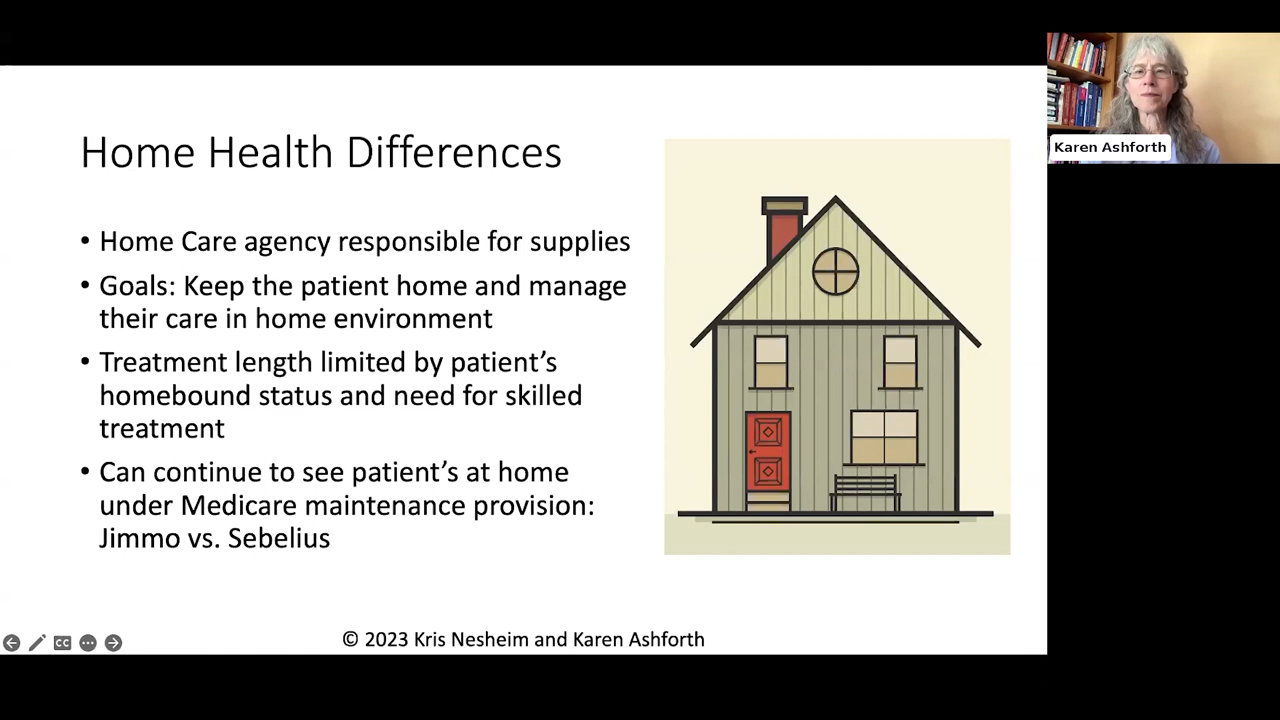 Home Health Differences
• Home Care agency responsible for supplies
• Goals: Keep the patient home and manage
their care in home environment
• Treatment length limited by patient’s
homebound status and need for skilled
treatment
• Can continue to see patient’s at home
under Medicare maintenance provision:
Jimmo vs. Sebelius
© 2023 Kris Nesheim and Karen Ashforth
CC
Karen Ashforth